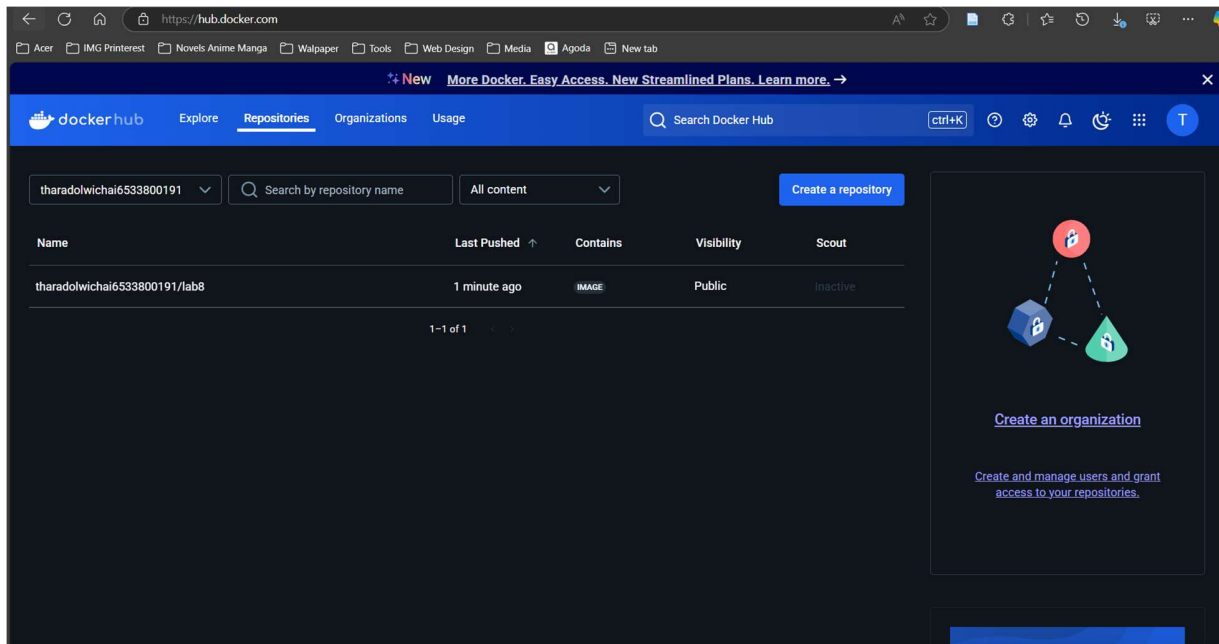 https://hub.docker.com
Acer IMG Printerest Novels Anime Manga Walpaper Tools Web Design Media Agoda New tab
New More Docker. Easy Access. New Streamlined Plans. Learn more. →
dockerhub Explore Repositories Organizations Usage Search Docker Hub ctrl+K T
tharadolwichai6533800191 Search by repository name All content Create a repository
Name Last Pushed ↑ Contains Visibility Scout
tharadolwichai6533800191/lab8 1 minute ago IMAGE Public Inactive
1–1 of 1
Create an organization
Create and manage users and grant
access to your repositories.